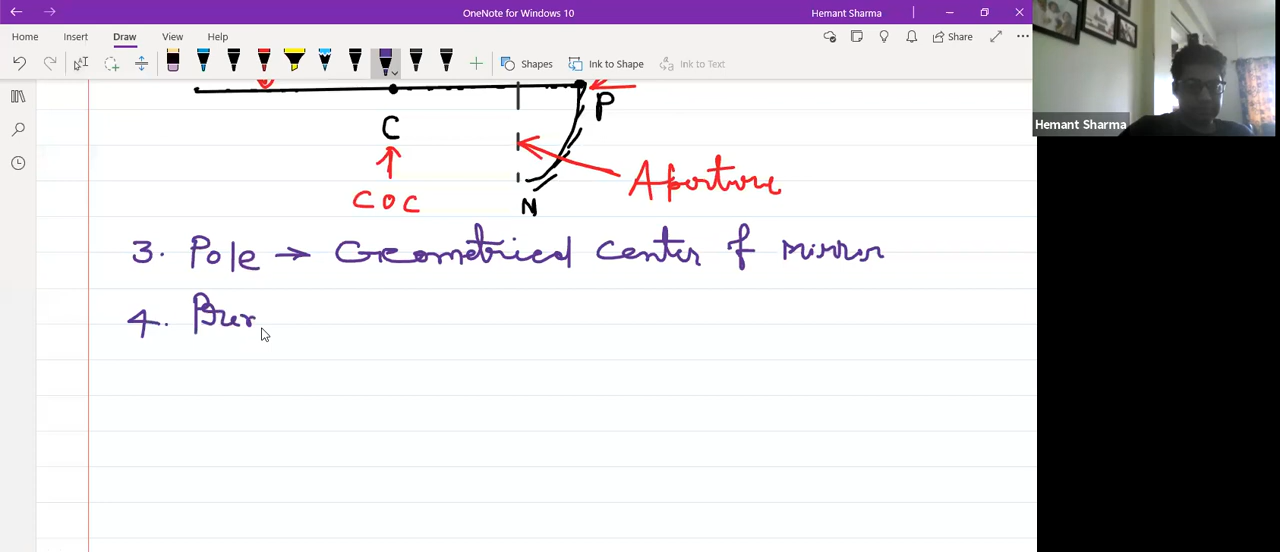 OneNote for Windows 10
Hemant Sharma
Home Insert Draw View Help
Share
Shapes
Ink to Shape
Ink to Text
Hemant Sharma
P
C
COC
Aperture
N
3. Pole → Geometrical center of mirror
4.